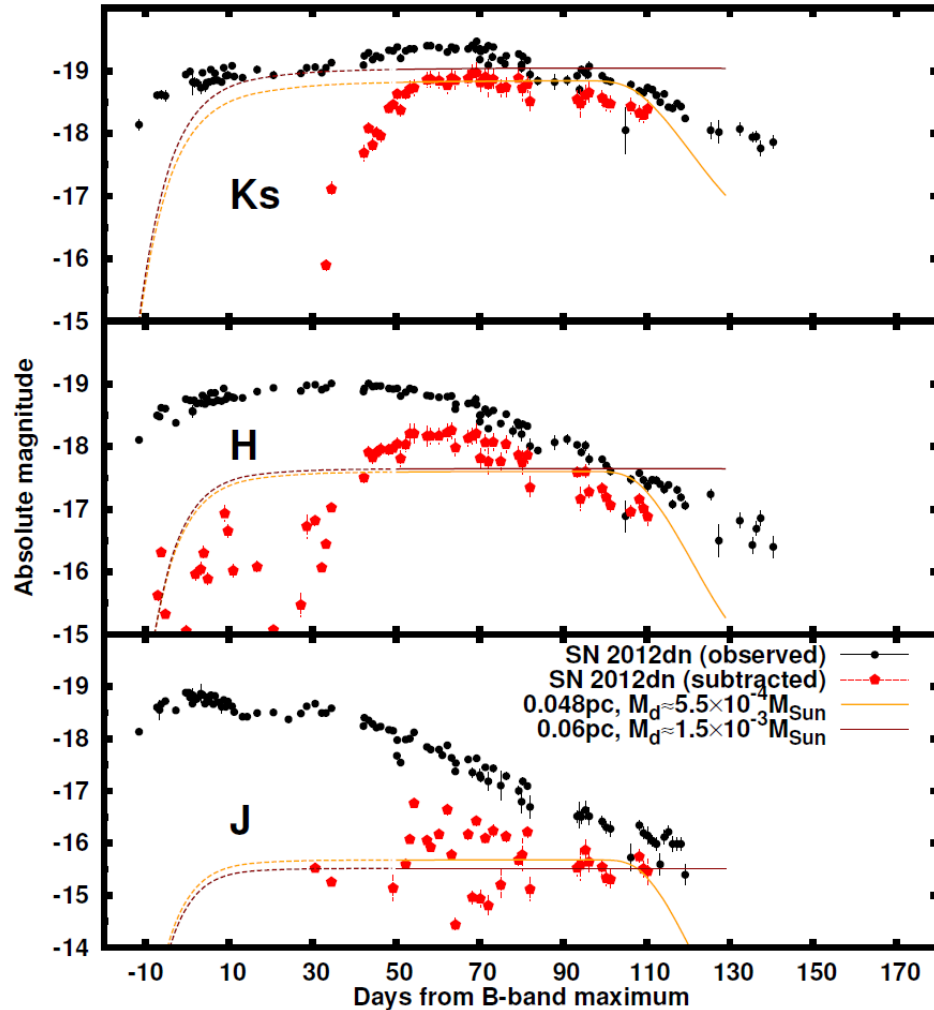 -19
-18
-17
-16
-15
Ks
-19
-18
-17
-16
-15
H
Absolute magnitude
SN 2012dn (observed)
SN 2012dn (subtracted)
0.048pc, Md≈5.5×10-4MSun
0.06pc, Md≈1.5×10-3MSun
-19
-18
-17
-16
-15
-14
J
-10 10 30 50 70 90 110 130 150 170
Days from B-band maximum